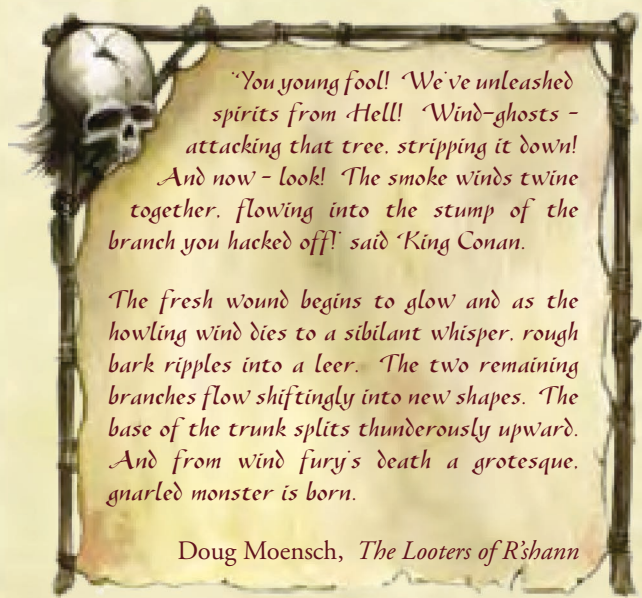 'You young fool! We've unleashed
spirits from Hell! Wind-ghosts -
attacking that tree, stripping it down!
And now - look! The smoke winds twine
together, flowing into the stump of the
branch you hacked off!' said King Conan.
The fresh wound begins to glow and as the
howling wind dies to a sibilant whisper, rough
bark ripples into a leer. The two remaining
branches flow shiftingly into new shapes. The
base of the trunk splits thunderously upward.
And from wind fury's death a grotesque,
gnarled monster is born.
Doug Moensch, The Looters of R'shann